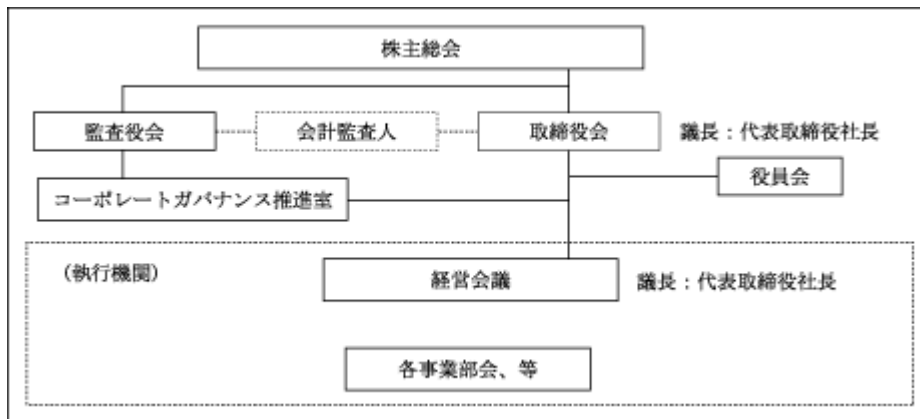 株主総会
監査役会
会計監査人
取締役会
議長：代表取締役社長
役員会
コーポレートガバナンス推進室
(執行機関)
経営会議
議長：代表取締役社長
各事業部会、等